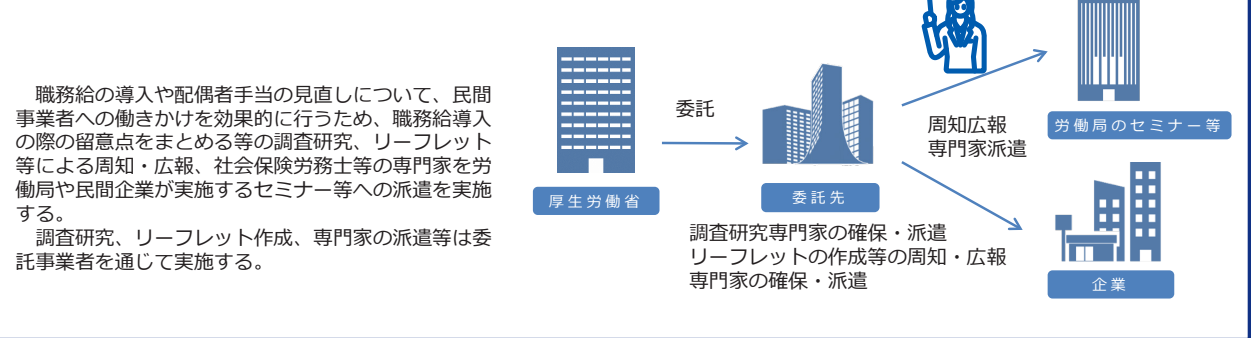 職務給の導入や配偶者手当の見直しについて、民間
事業者への働きかけを効果的に行うため、職務給導入
の際の留意点をまとめる等の調査研究、リーフレット
等による周知・広報、社会保険労務士等の専門家を労
働局や民間企業が実施するセミナー等への派遣を実施
する。
　調査研究、リーフレット作成、専門家の派遣等は委
託事業者を通じて実施する。
厚生労働省
委託
委託先
調査研究専門家の確保・派遣
リーフレットの作成等の周知・広報
専門家の確保・派遣
周知広報
専門家派遣
労働局のセミナー等
企業